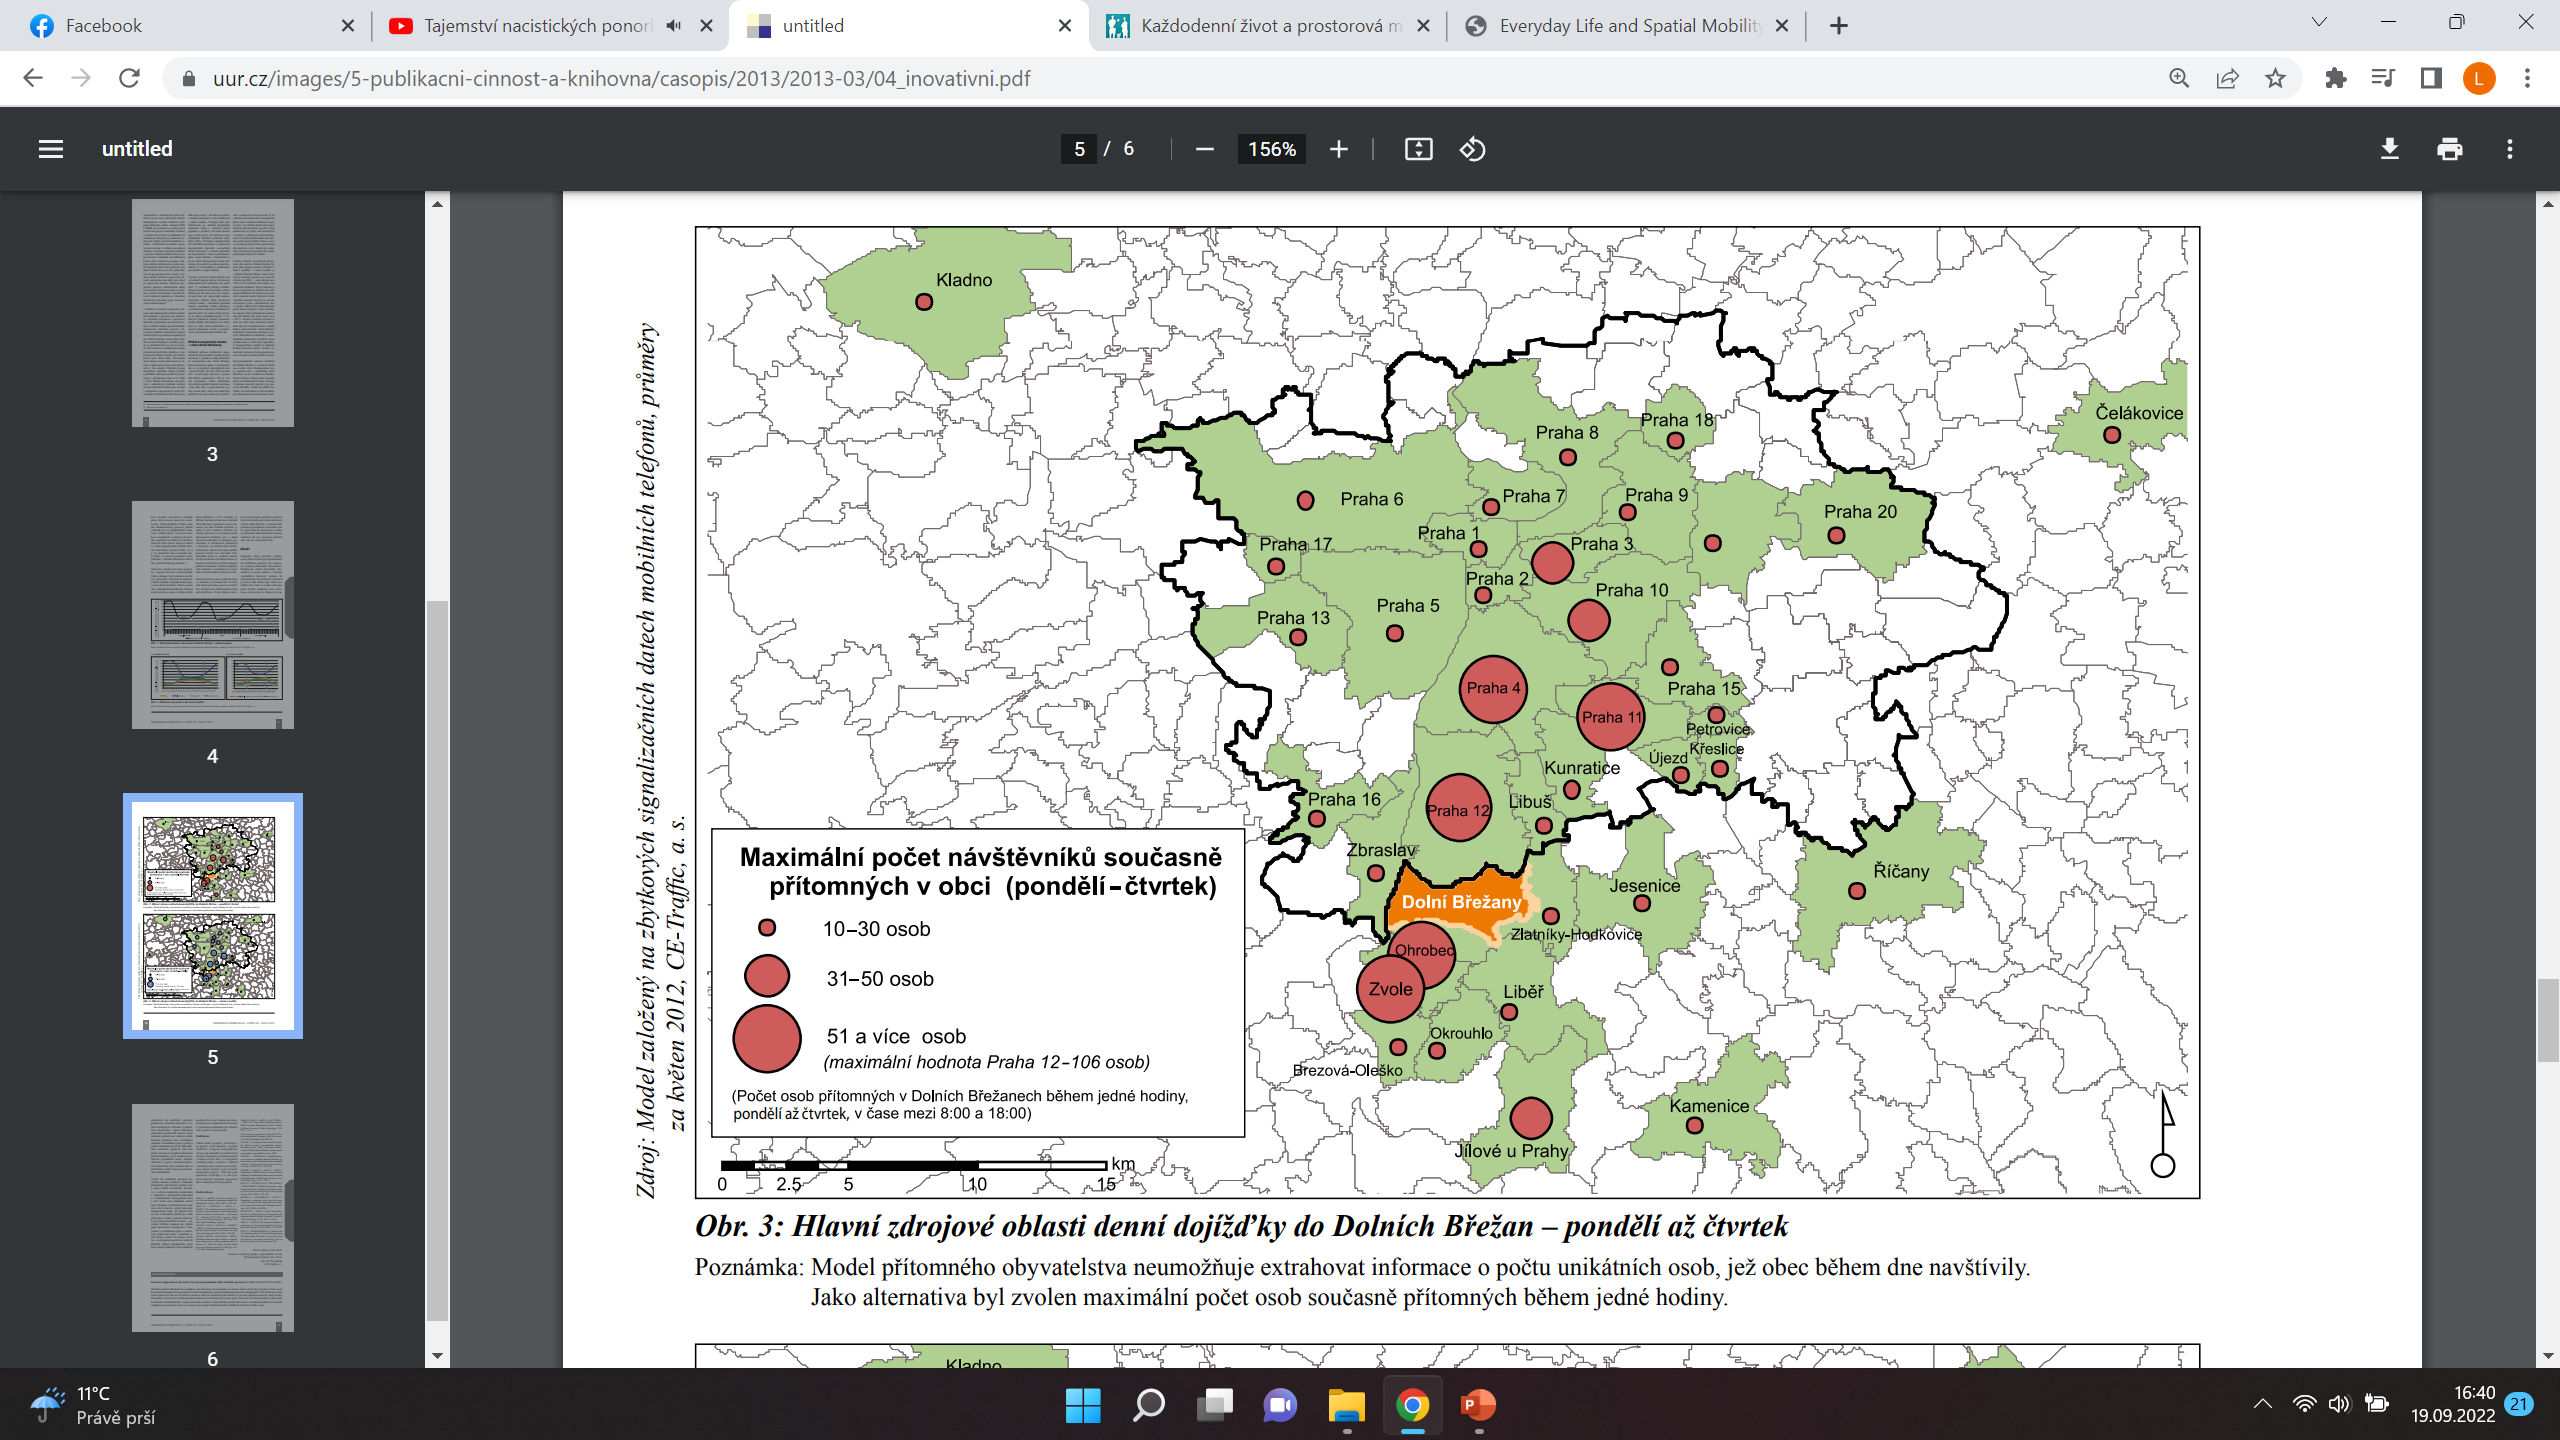 Facebook
Tajemství nacistických ponor
untitled
Každodenní život a prostorová m
Everyday Life and Spatial Mobility
uur.cz/images/5-publikacni-cinnost-a-knihovna/casopis/2013/2013-03/04_inovativni.pdf
L
untitled
5 / 6
156%
3
4
5
6
Zdroj: Model založený na zbytkových signalizačních datech mobilních telefonů, průměry
za květen 2012, CE-Traffic, a. s.
Kladno
Čelákovice
Praha 18
Praha 8
Praha 6
Praha 7
Praha 9
Praha 20
Praha 1
Praha 17
Praha 3
Praha 2
Praha 10
Praha 5
Praha 13
Praha 4
Praha 15
Praha 11
Petrovice
Křeslice
Újezd
Kunratice
Praha 16
Libuš
Praha 12
Zbraslav
Říčany
Jesenice
Dolní Břežany
Zlatníky-Hodkovice
Ohrobec
Zvole
Liběř
Okrouhlo
Brezová-Oleško
Kamenice
Jílové u Prahy
Maximální počet návštěvníků současně
přítomných v obci (pondělí–čtvrtek)
10–30 osob
31–50 osob
51 a více osob
(maximální hodnota Praha 12–106 osob)
(Počet osob přítomných v Dolních Břežanech během jedné hodiny,
pondělí až čtvrtek, v čase mezi 8:00 a 18:00)
km
0 2.5 5 10 15
Obr. 3: Hlavní zdrojové oblasti denní dojížďky do Dolních Břežan – pondělí až čtvrtek
Poznámka: Model přítomného obyvatelstva neumožňuje extrahovat informace o počtu unikátních osob, jež obec během dne navštívily.
Jako alternativa byl zvolen maximální počet osob současně přítomných během jedné hodiny.
Kladno
11°C
Právě prší
16:40
19.09.2022
21